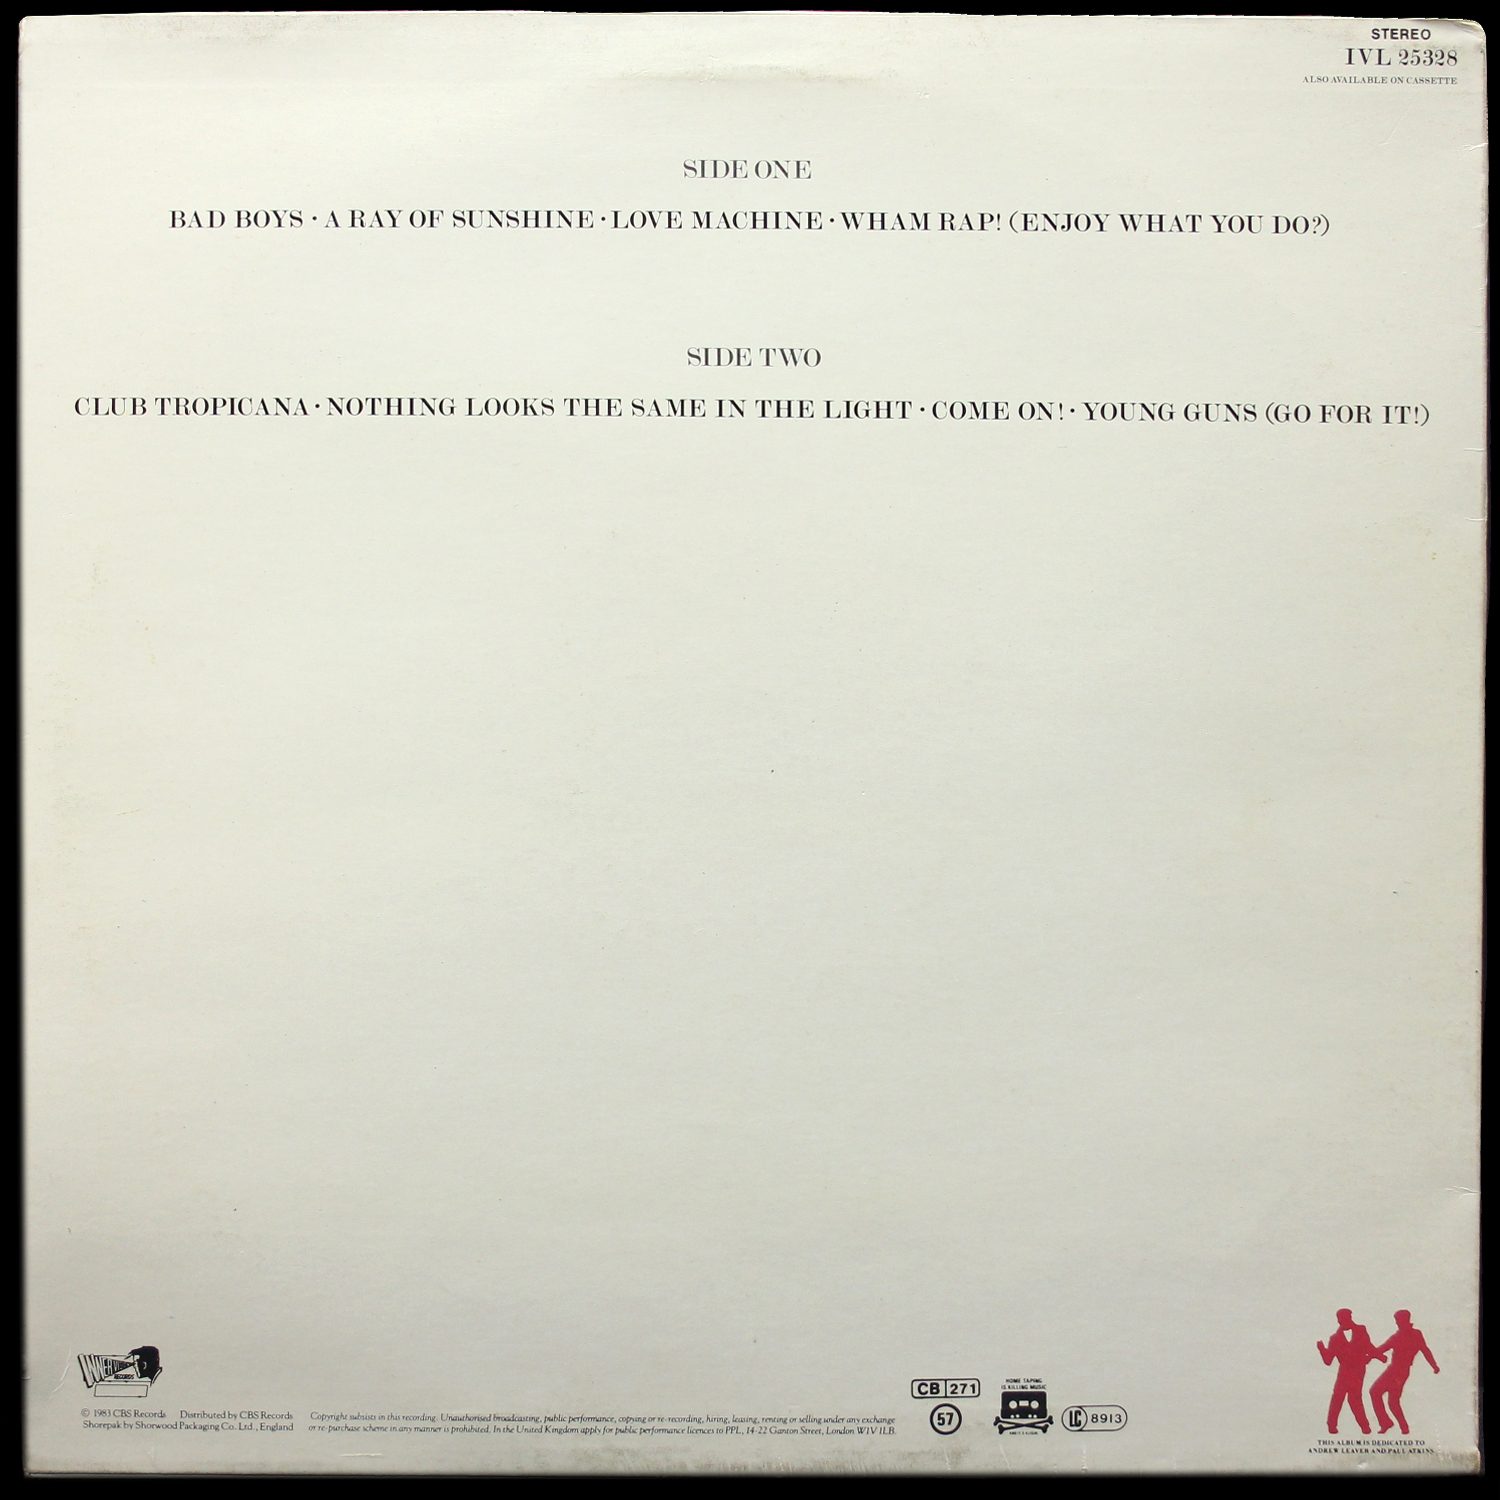 STEREO
IVL 25328
ALSO AVAILABLE ON CASSETTE
SIDE ONE
BAD BOYS · A RAY OF SUNSHINE · LOVE MACHINE · WHAM RAP! (ENJOY WHAT YOU DO?)
SIDE TWO
CLUB TROPICANA · NOTHING LOOKS THE SAME IN THE LIGHT · COME ON! · YOUNG GUNS (GO FOR IT!)
INNERVISION
RECORDS
© 1983 CBS Records Distributed by CBS Records
Shorepak by Shorwood Packaging Co. Ltd., England
Copyright subsists in this recording. Unauthorised broadcasting, public performance, copying or re-recording, hiring, leasing, renting or selling under any exchange
or re-purchase scheme in any manner is prohibited. In the United Kingdom apply for public performance licences to PPL, 14-22 Ganton Street, London W1V 1LB.
CB 271
57
HOME TAPING
IS KILLING MUSIC
LC 8913
THIS ALBUM IS DEDICATED TO
ANDREW LEAVER AND PAUL ATKINS